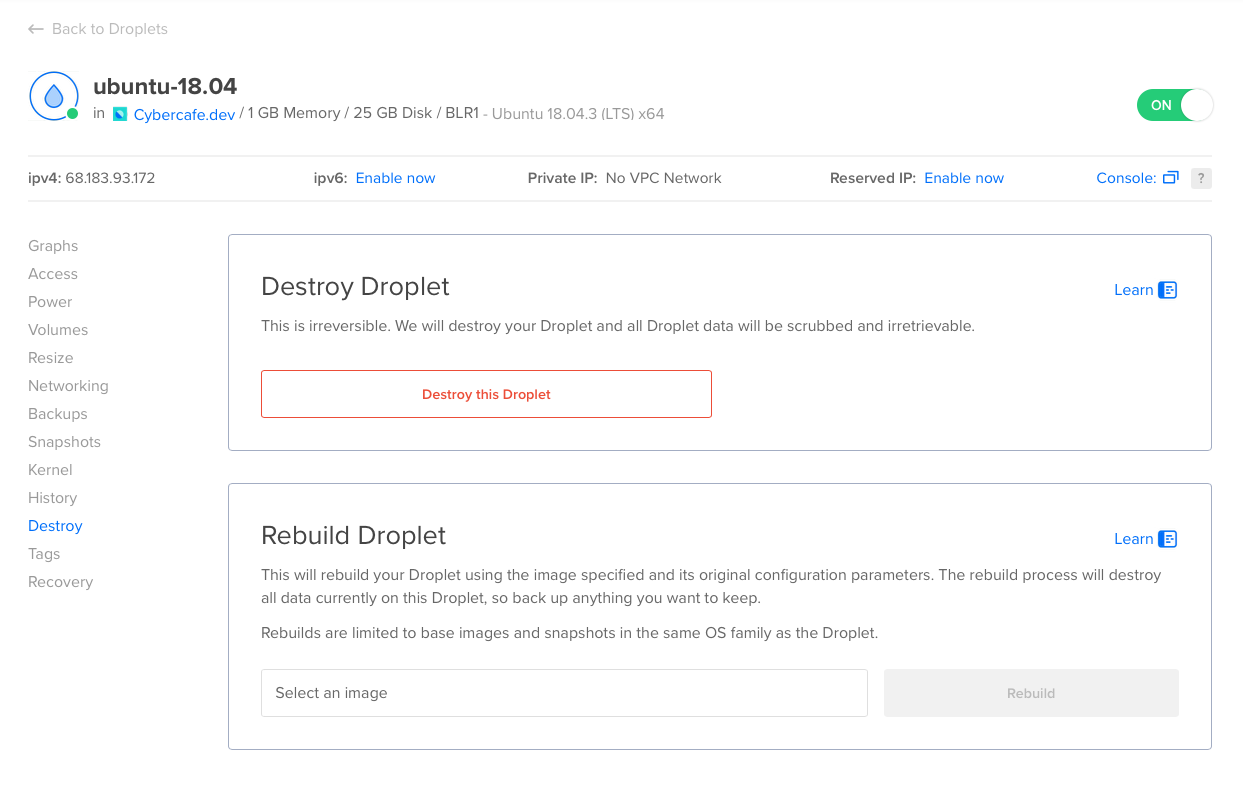 ← Back to Droplets
ubuntu-18.04
in Cybercafe.dev / 1 GB Memory / 25 GB Disk / BLR1 - Ubuntu 18.04.3 (LTS) x64
ON
ipv4: 68.183.93.172 ipv6: Enable now Private IP: No VPC Network Reserved IP: Enable now Console: ?
Graphs
Access
Power
Volumes
Resize
Networking
Backups
Snapshots
Kernel
History
Destroy
Tags
Recovery
Destroy Droplet
Learn
This is irreversible. We will destroy your Droplet and all Droplet data will be scrubbed and irretrievable.
Destroy this Droplet
Rebuild Droplet
Learn
This will rebuild your Droplet using the image specified and its original configuration parameters. The rebuild process will destroy
all data currently on this Droplet, so back up anything you want to keep.
Rebuilds are limited to base images and snapshots in the same OS family as the Droplet.
Select an image
Rebuild